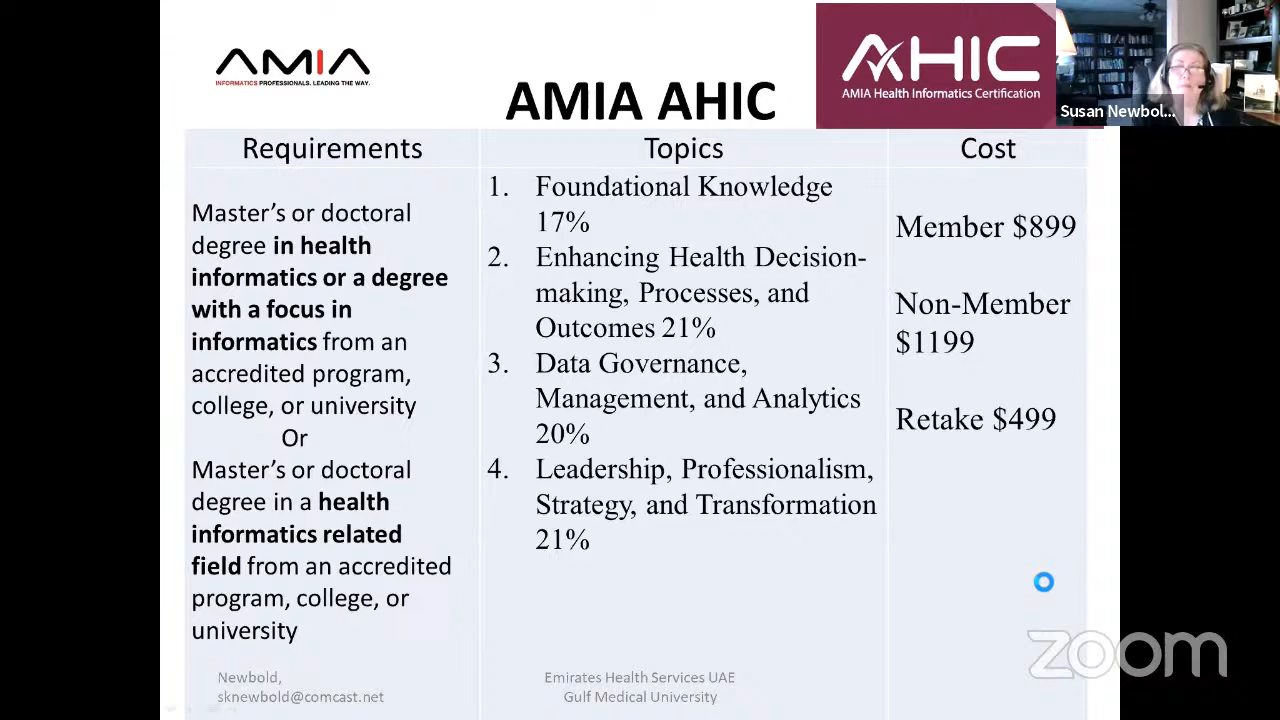 AMIA
INFORMATICS PROFESSIONALS. LEADING THE WAY.
AMIA AHIC
AHIC
AMIA Health Informatics Certification
Susan Newbol...
Requirements
Topics
Cost
Master's or doctoral
degree in health
informatics or a degree
with a focus in
informatics from an
accredited program,
college, or university
Or
Master's or doctoral
degree in a health
informatics related
field from an accredited
program, college, or
university
1. Foundational Knowledge
17%
2. Enhancing Health Decision-
making, Processes, and
Outcomes 21%
3. Data Governance,
Management, and Analytics
20%
4. Leadership, Professionalism,
Strategy, and Transformation
21%
Member $899
Non-Member
$1199
Retake $499
Newbold,
sknewbold@comcast.net
Emirates Health Services UAE
Gulf Medical University
zoom